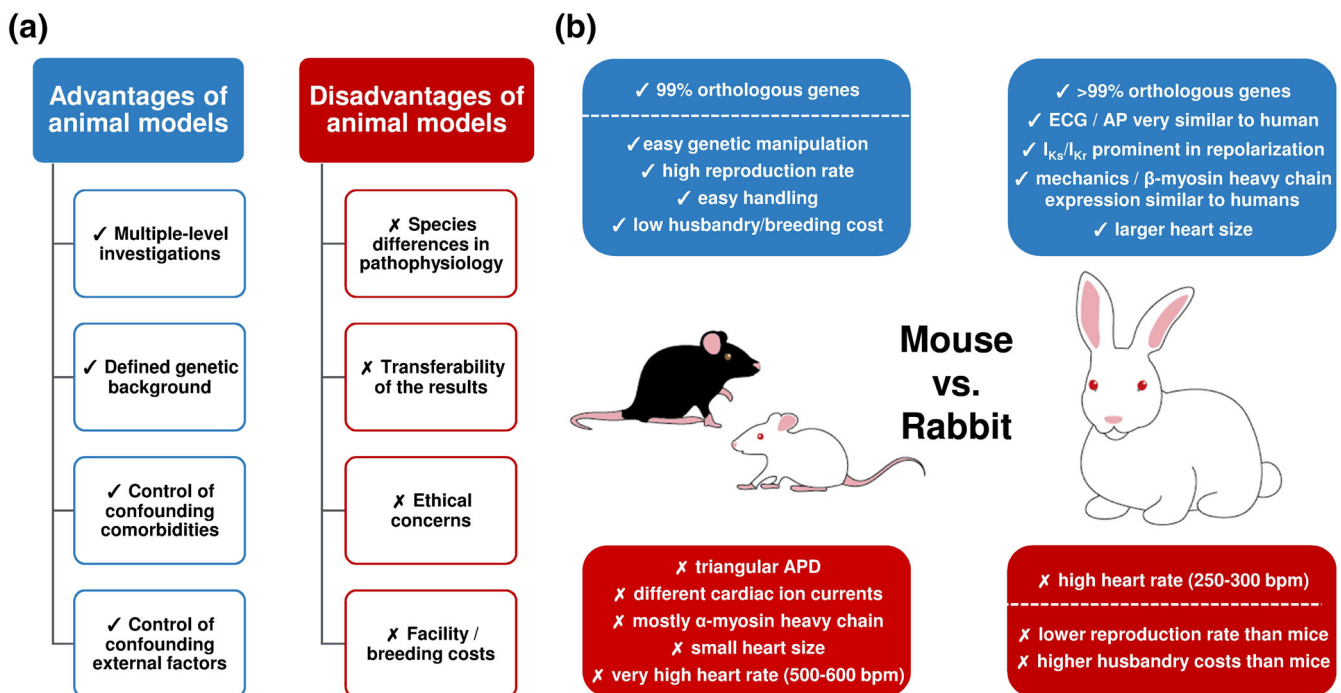 (a)
Advantages of
animal models
✓ Multiple-level
investigations
✓ Defined genetic
background
✓ Control of
confounding
comorbidities
✓ Control of
confounding
external factors
Disadvantages of
animal models
✗ Species
differences in
pathophysiology
✗ Transferability
of the results
✗ Ethical
concerns
✗ Facility /
breeding costs
(b)
✓ 99% orthologous genes
✓easy genetic manipulation
✓ high reproduction rate
✓ easy handling
✓ low husbandry/breeding cost
✓ >99% orthologous genes
✓ ECG / AP very similar to human
✓ IKs/IKr prominent in repolarization
✓ mechanics / β-myosin heavy chain
expression similar to humans
✓ larger heart size
Mouse
vs.
Rabbit
✗ triangular APD
✗ different cardiac ion currents
✗ mostly α-myosin heavy chain
✗ small heart size
✗ very high heart rate (500-600 bpm)
✗ high heart rate (250-300 bpm)
✗ lower reproduction rate than mice
✗ higher husbandry costs than mice